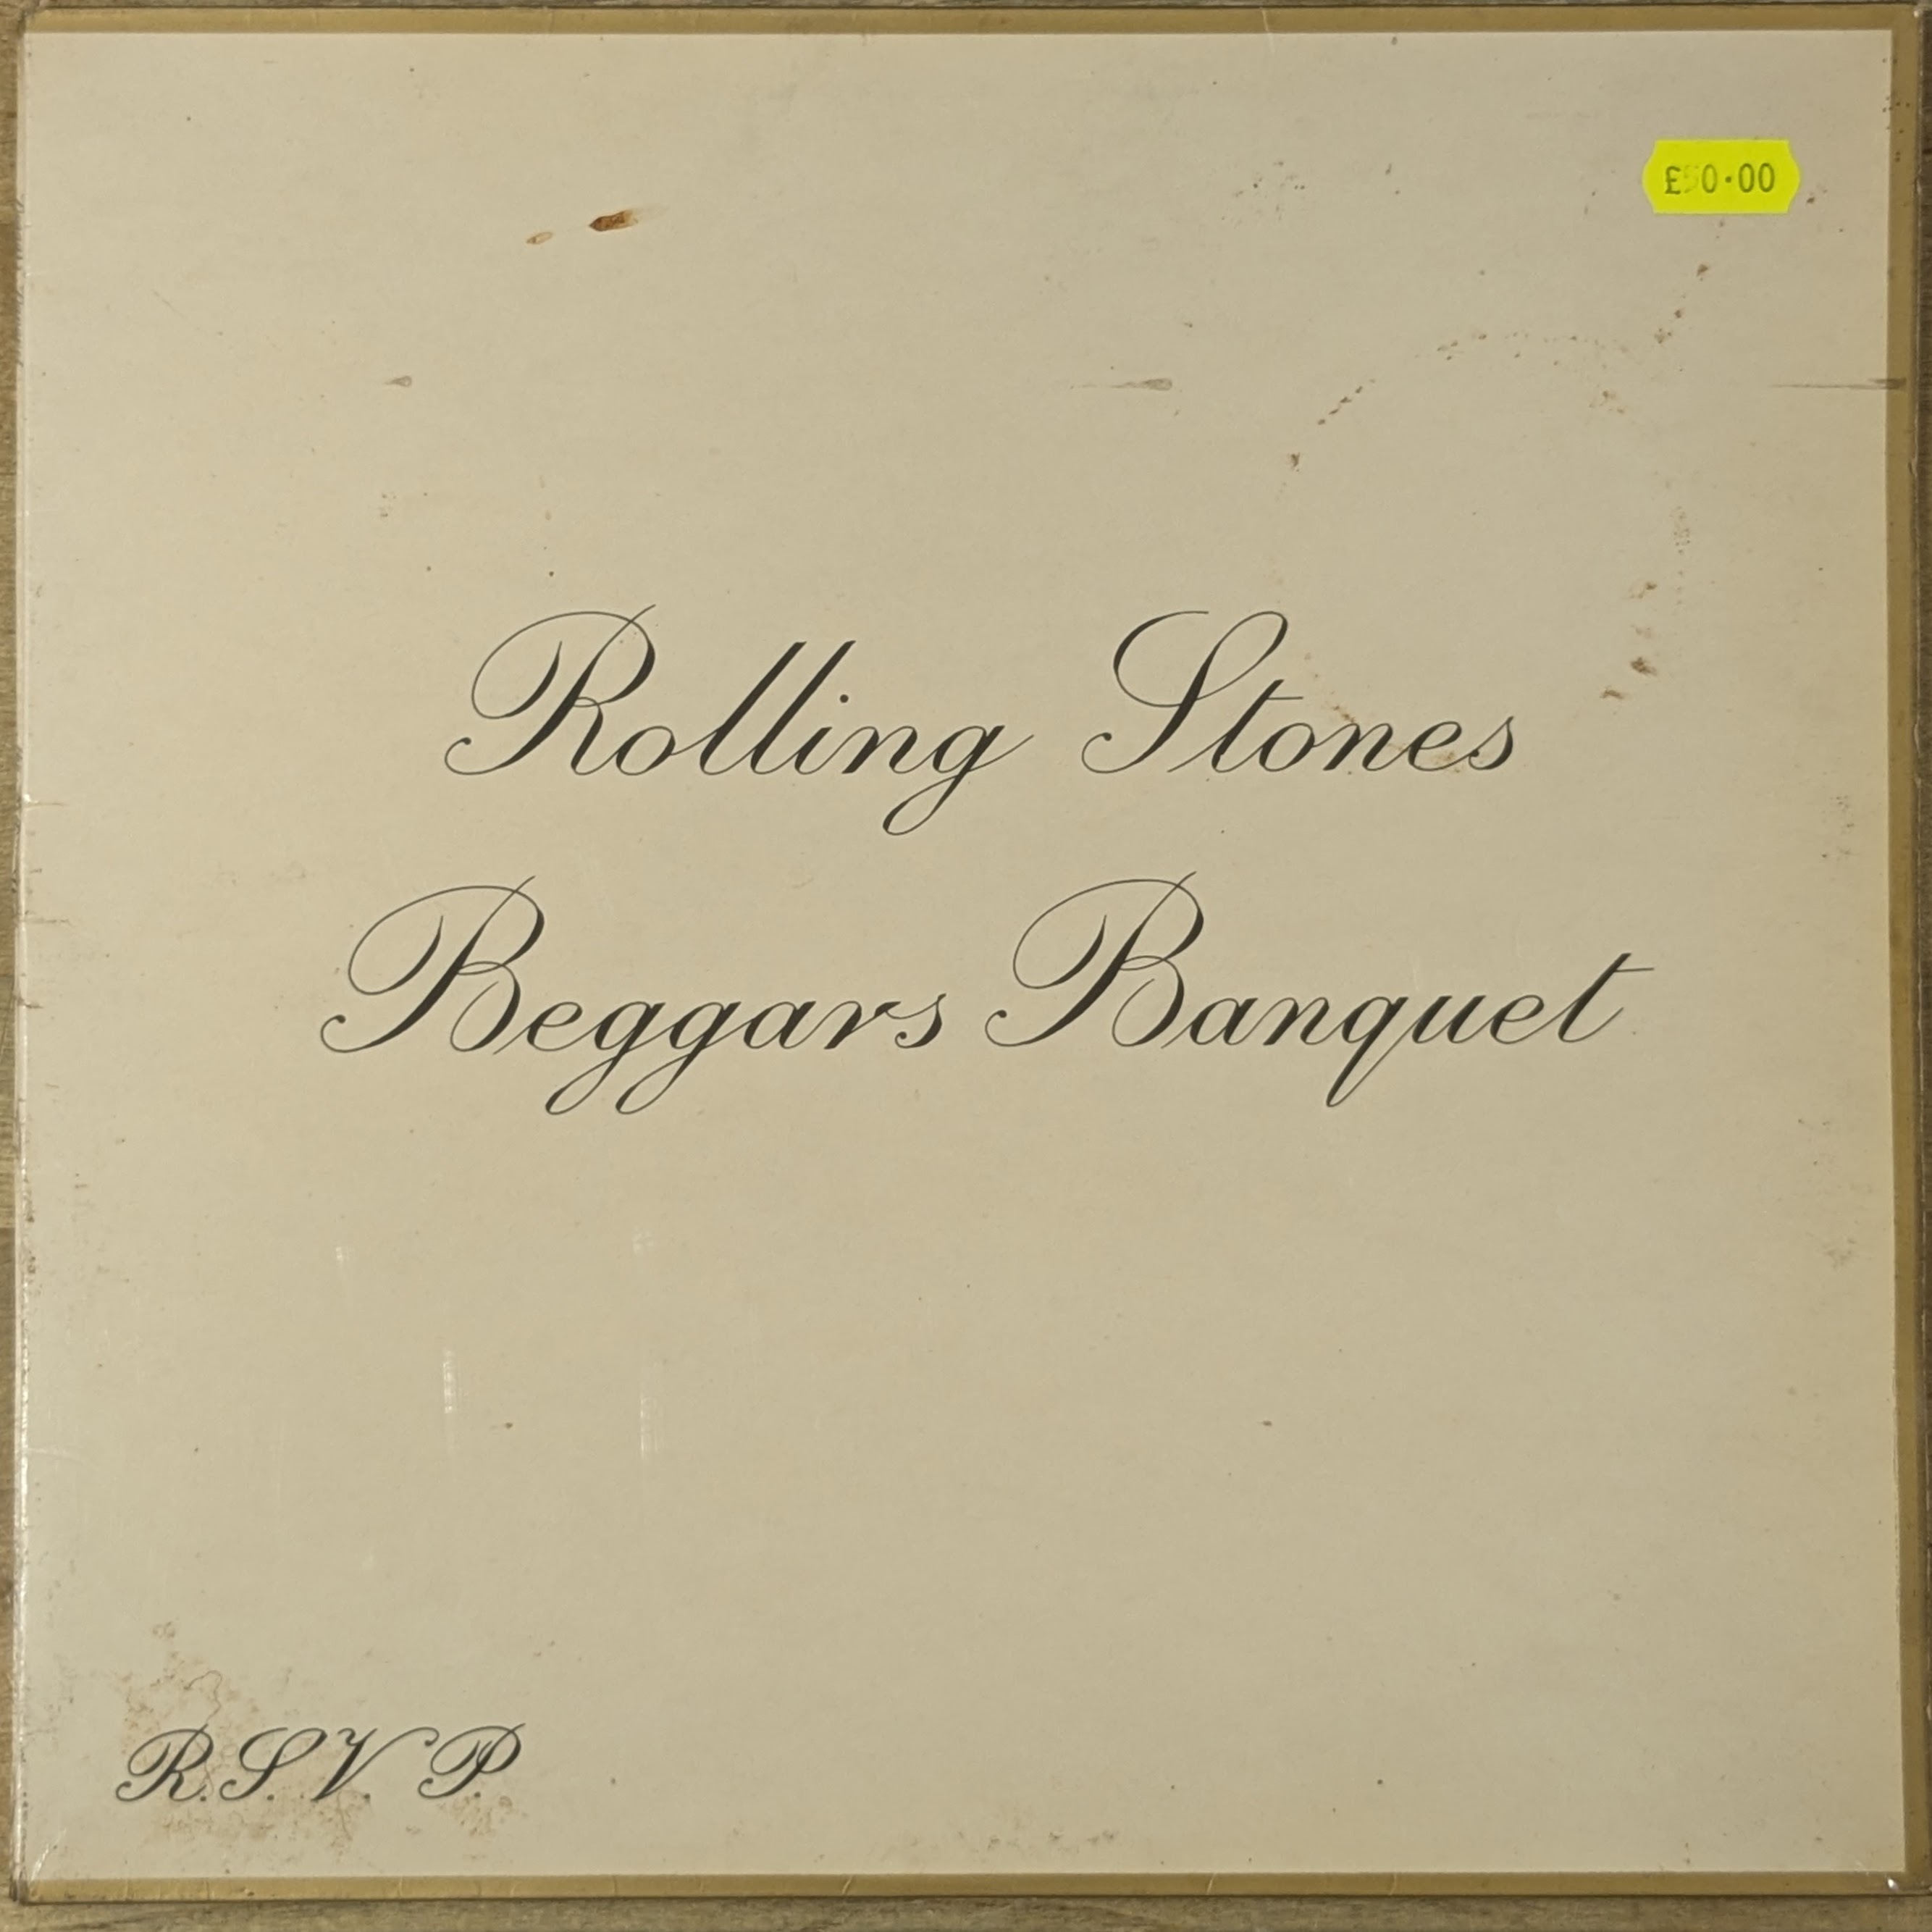 £50·00
Rolling Stones
Beggars Banquet
R.S.V.P.